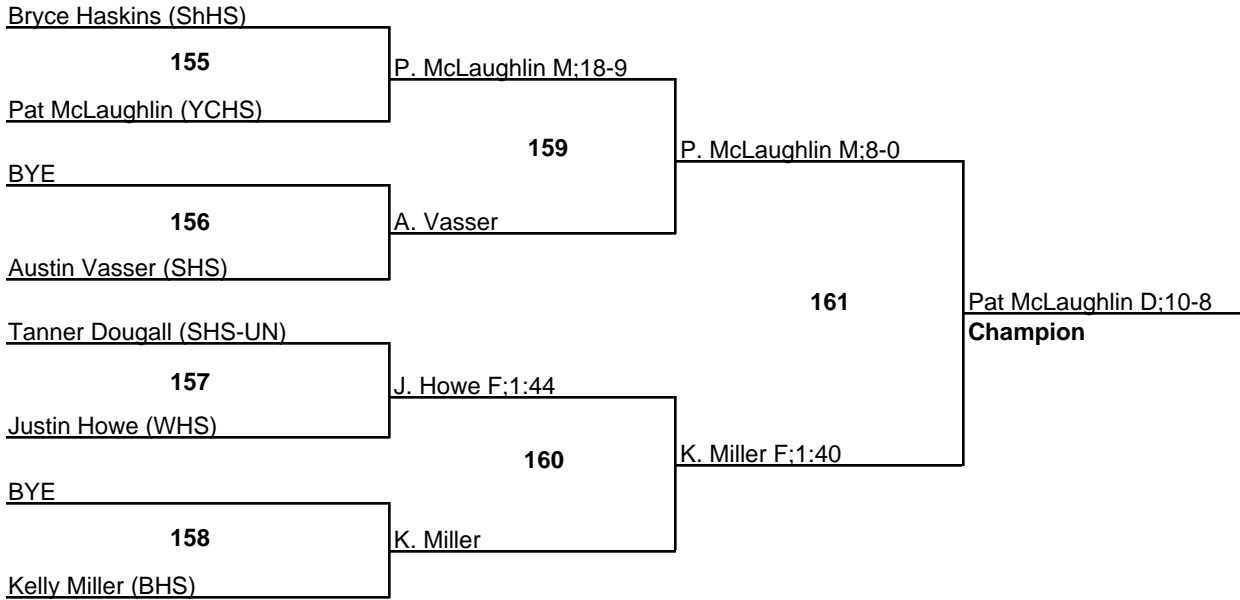 Bryce Haskins (ShHS)
155
P. McLaughlin M;18-9
Pat McLaughlin (YCHS)
159
P. McLaughlin M;8-0
BYE
156
A. Vasser
Austin Vasser (SHS)
161
Pat McLaughlin D;10-8
Champion
Tanner Dougall (SHS-UN)
157
J. Howe F;1:44
Justin Howe (WHS)
160
K. Miller F;1:40
BYE
158
K. Miller
Kelly Miller (BHS)